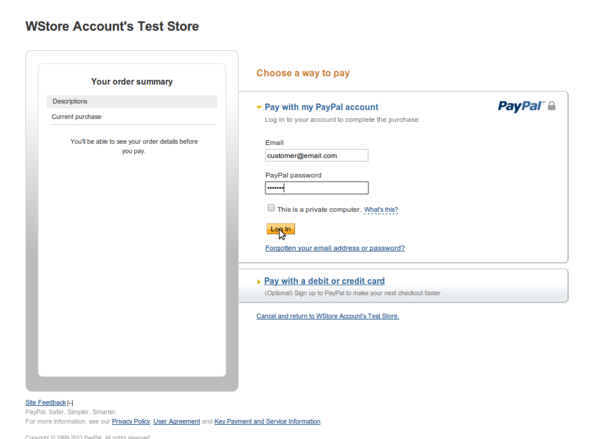 WStore Account's Test Store
Your order summary
Descriptions
Current purchase
You'll be able to see your order details before
you pay.
Choose a way to pay
Pay with my PayPal account
PayPal
Log in to your account to complete the purchase
Email
customer@email.com
PayPal password
•••••••
This is a private computer. What's this?
Log In
Forgotten your email address or password?
Pay with a debit or credit card
(Optional) Sign up to PayPal to make your next checkout faster
Cancel and return to WStore Account's Test Store.
Site Feedback [-]
PayPal. Safer. Simpler. Smarter.
For more information, see our Privacy Policy, User Agreement and Key Payment and Service Information.
Copyright © 1999-2013 PayPal. All rights reserved.